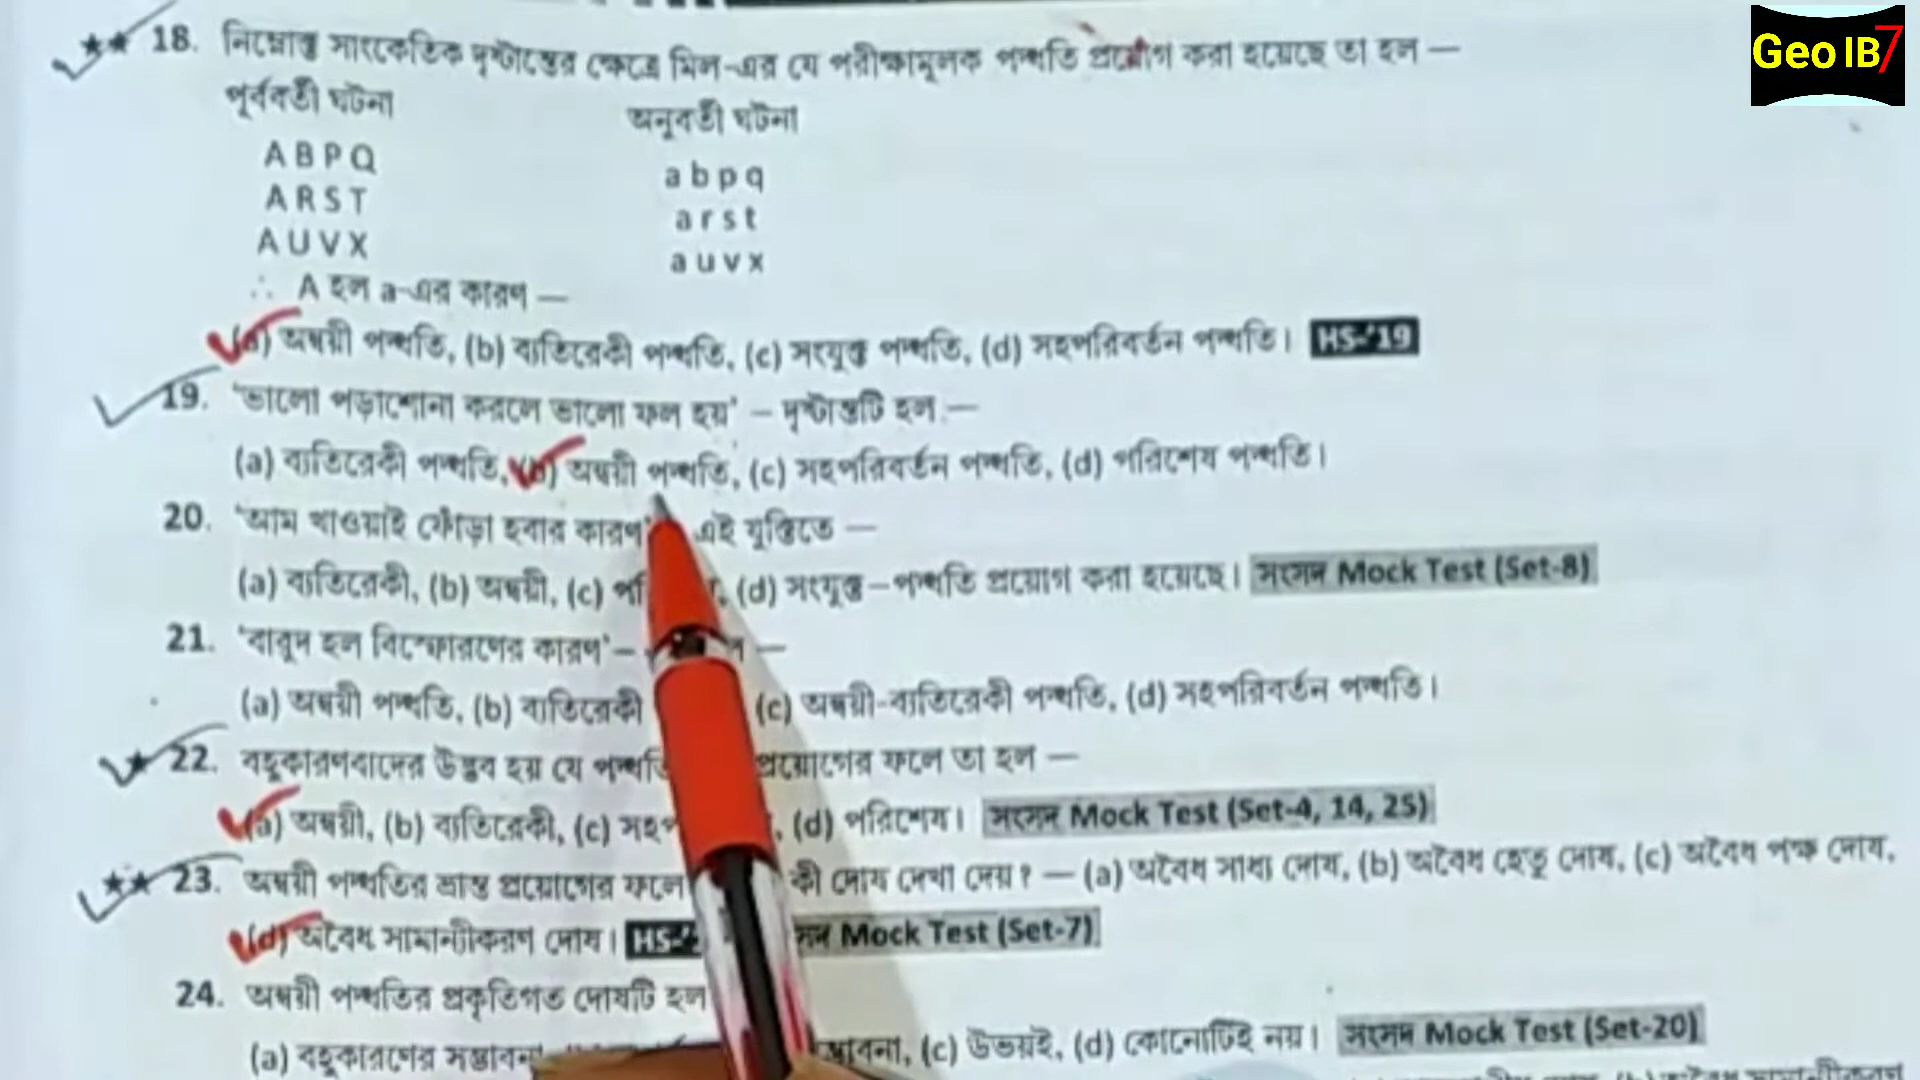 Geo IB7
18. নিম্নোক্ত সাংকেতিক দৃষ্টান্তের ক্ষেত্রে মিল-এর যে পরীক্ষামূলক পদ্ধতি প্রয়োগ করা হয়েছে তা হল —
পূর্ববর্তী ঘটনা অনুবর্তী ঘটনা
A B P Q a b p q
A R S T a r s t
A U V X a u v x
∴ A হল a-এর কারণ —
(a) অন্বয়ী পদ্ধতি, (b) ব্যতিরেকী পদ্ধতি, (c) সংযুক্ত পদ্ধতি, (d) সহপরিবর্তন পদ্ধতি। HS-'19
19. 'ভালো পড়াশোনা করলে ভালো ফল হয়' – দৃষ্টান্তটি হল —
(a) ব্যতিরেকী পদ্ধতি, (b) অন্বয়ী পদ্ধতি, (c) সহপরিবর্তন পদ্ধতি, (d) পরিশেষ পদ্ধতি।
20. 'আম খাওয়াই ফোঁড়া হবার কারণ' এই যুক্তিতে —
(a) ব্যতিরেকী, (b) অন্বয়ী, (c) (d) সংযুক্ত–পদ্ধতি প্রয়োগ করা হয়েছে। সংসদ Mock Test (Set-8)
21. 'বারুদ হল বিস্ফোরণের কারণ'–
(a) অন্বয়ী পদ্ধতি, (b) ব্যতিরেকী (c) অন্বয়ী-ব্যতিরেকী পদ্ধতি, (d) সহপরিবর্তন পদ্ধতি।
★ 22. বহুকারণবাদের উদ্ভব হয় যে প্রয়োগের ফলে তা হল —
(a) অন্বয়ী, (b) ব্যতিরেকী, (c) (d) পরিশেষ। সংসদ Mock Test (Set-4, 14, 25)
★★ 23. অন্বয়ী পদ্ধতির ভ্রান্ত প্রয়োগের ফলে কী দোষ দেখা দেয়? — (a) অবৈধ সাধ্য দোষ, (b) অবৈধ হেতু দোষ, (c) অবৈধ পক্ষ দোষ,
(d) অবৈধ সামান্যীকরণ দোষ। Mock Test (Set-7)
24. অন্বয়ী পদ্ধতির প্রকৃতিগত দোষটি হল
(a) বহুকারণের সম্ভাবনা (c) উভয়ই, (d) কোনোটিই নয়। সংসদ Mock Test (Set-20)